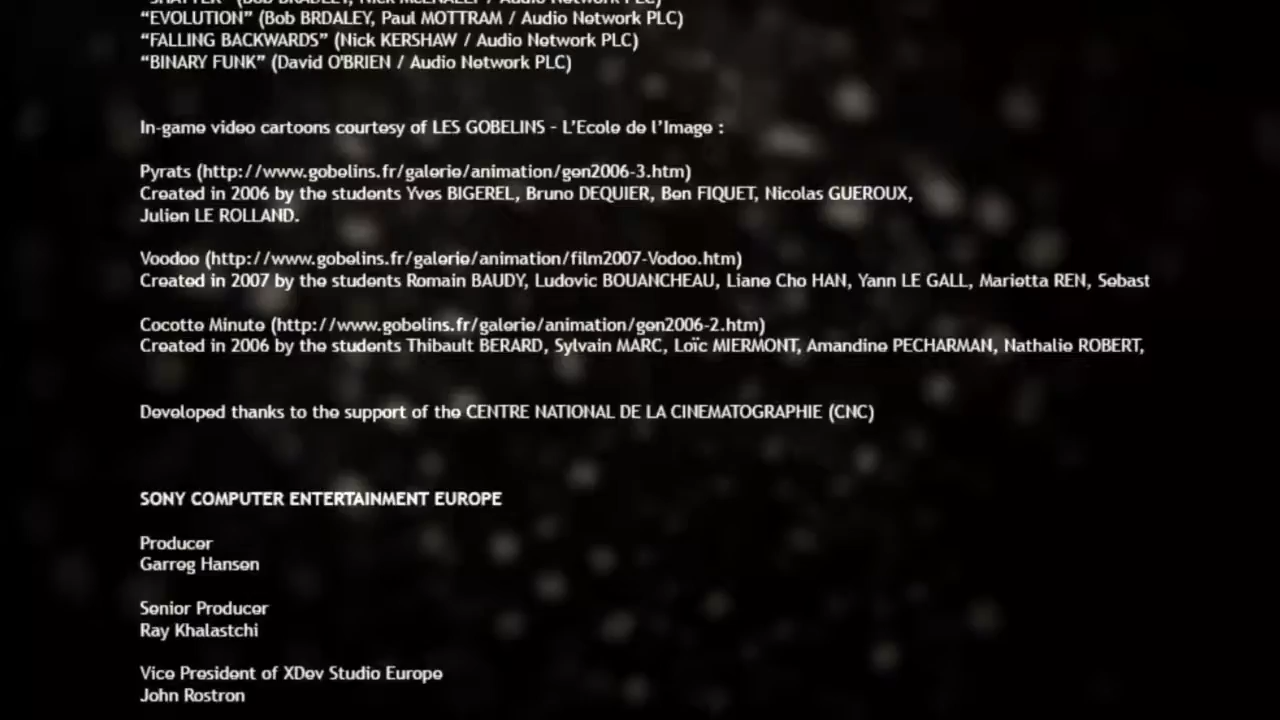 “EVOLUTION” (Bob BRDALEY, Paul MOTTRAM / Audio Network PLC)
“FALLING BACKWARDS” (Nick KERSHAW / Audio Network PLC)
“BINARY FUNK” (David O'BRIEN / Audio Network PLC)
In-game video cartoons courtesy of LES GOBELINS - L’Ecole de l’Image :
Pyrats (http://www.gobelins.fr/galerie/animation/gen2006-3.htm)
Created in 2006 by the students Yves BIGEREL, Bruno DEQUIER, Ben FIQUET, Nicolas GUEROUX,
Julien LE ROLLAND.
Voodoo (http://www.gobelins.fr/galerie/animation/film2007-Vodoo.htm)
Created in 2007 by the students Romain BAUDY, Ludovic BOUANCHEAU, Liane Cho HAN, Yann LE GALL, Marietta REN, Sebast
Cocotte Minute (http://www.gobelins.fr/galerie/animation/gen2006-2.htm)
Created in 2006 by the students Thibault BERARD, Sylvain MARC, Loïc MIERMONT, Amandine PECHARMAN, Nathalie ROBERT,
Developed thanks to the support of the CENTRE NATIONAL DE LA CINEMATOGRAPHIE (CNC)
SONY COMPUTER ENTERTAINMENT EUROPE
Producer
Garreg Hansen
Senior Producer
Ray Khalastchi
Vice President of XDev Studio Europe
John Rostron